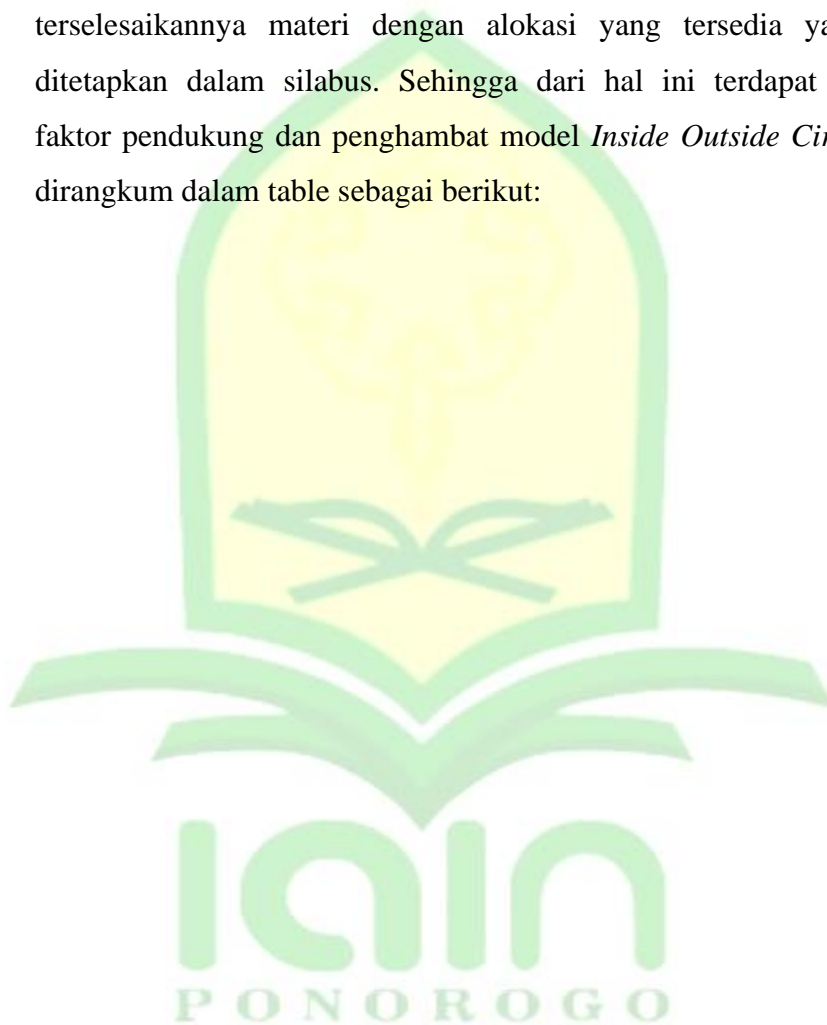 terselesaikannya materi dengan alokasi yang tersedia
ditetapkan dalam silabus. Sehingga dari hal ini terdapat
faktor pendukung dan penghambat model Inside Outside
dirangkum dalam table sebagai berikut:
iain
PONOROGO